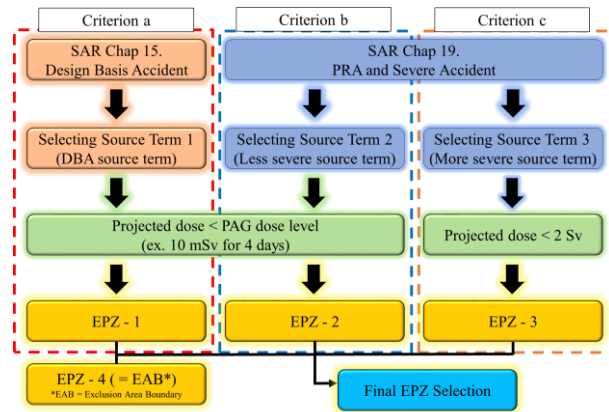 Criterion a
Criterion b
Criterion c
SAR Chap 15.
Design Basis Accident
SAR Chap 19.
PRA and Severe Accident
Selecting Source Term 1
(DBA source term)
Selecting Source Term 2
(Less severe source term)
Selecting Source Term 3
(More severe source term)
Projected dose < PAG dose level
(ex. 10 mSv for 4 days)
Projected dose < 2 Sv
EPZ - 1
EPZ - 2
EPZ - 3
EPZ - 4 ( = EAB*)
*EAB = Exclusion Area Boundary
Final EPZ Selection